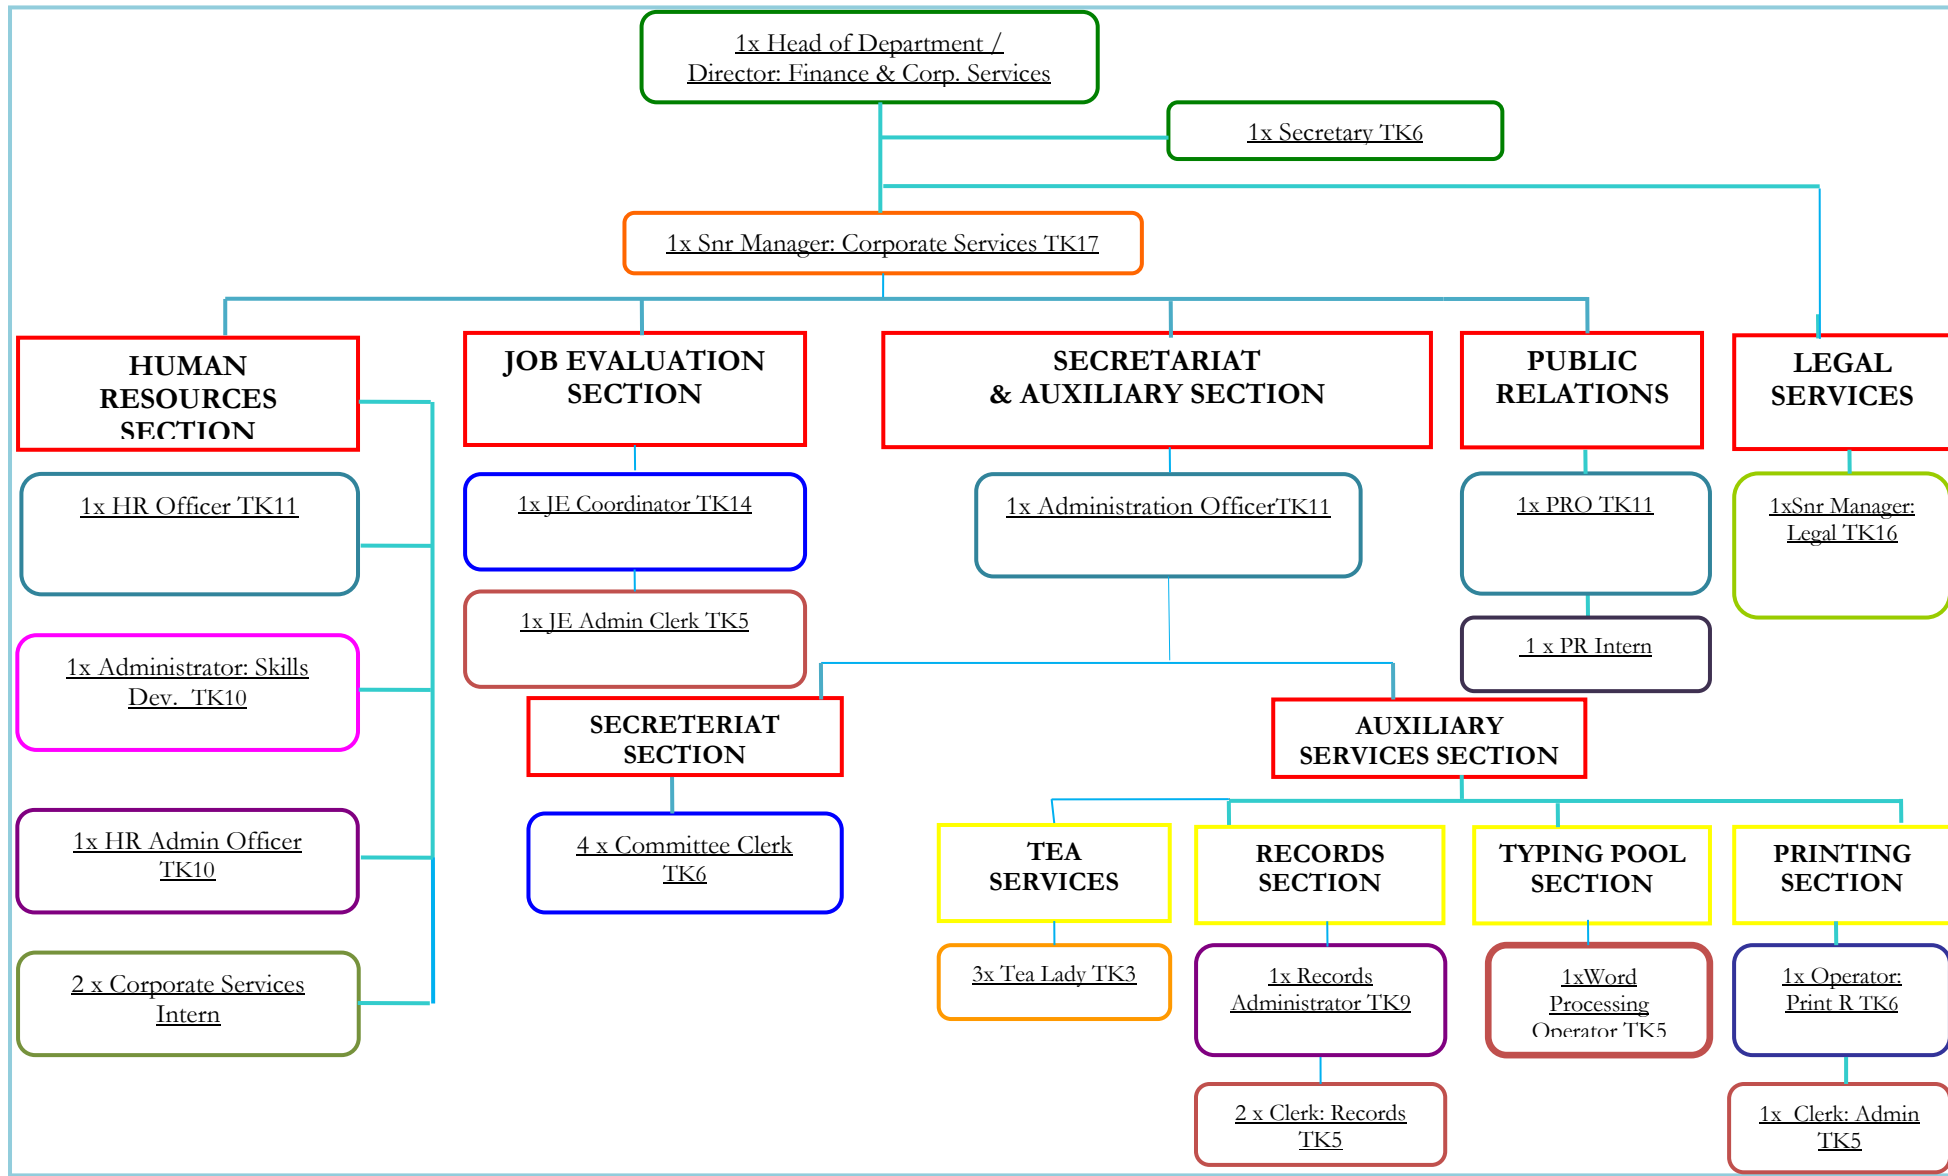 1x Head of Department /
Director: Finance & Corp. Services
1x Secretary TK6
1x Snr Manager: Corporate Services TK17
HUMAN
RESOURCES
SECTION
JOB EVALUATION
SECTION
SECRETARIAT
& AUXILIARY SECTION
PUBLIC
RELATIONS
LEGAL
SERVICES
1x HR Officer TK11
1x JE Coordinator TK14
1x Administration OfficerTK11
1x PRO TK11
1xSnr Manager:
Legal TK16
1x JE Admin Clerk TK5
1 x PR Intern
1x Administrator: Skills
Dev. TK10
SECRETERIAT
SECTION
AUXILIARY
SERVICES SECTION
1x HR Admin Officer
TK10
4 x Committee Clerk
TK6
TEA
SERVICES
RECORDS
SECTION
TYPING POOL
SECTION
PRINTING
SECTION
2 x Corporate Services
Intern
3x Tea Lady TK3
1x Records
Administrator TK9
1xWord
Processing
Operator TK5
1x Operator:
Print R TK6
2 x Clerk: Records
TK5
1x Clerk: Admin
TK5